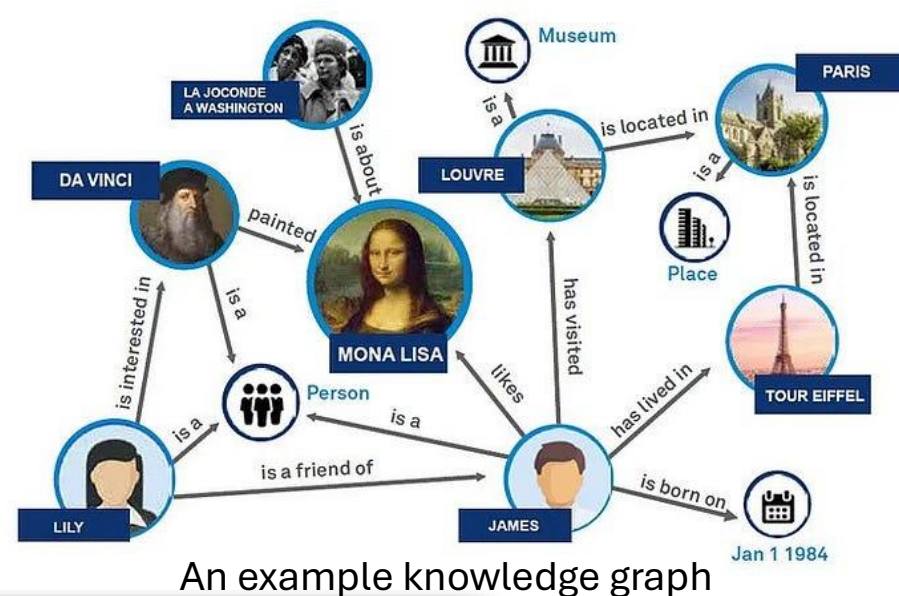 Museum
PARIS
LA JOCONDE
A WASHINGTON
is a
is located in
is about
LOUVRE
is a
DA VINCI
painted
is located in
Place
is a
has visited
is interested in
MONA LISA
likes
has lived in
TOUR EIFFEL
Person
is a
is a
is a friend of
is born on
LILY
JAMES
Jan 1 1984
An example knowledge graph